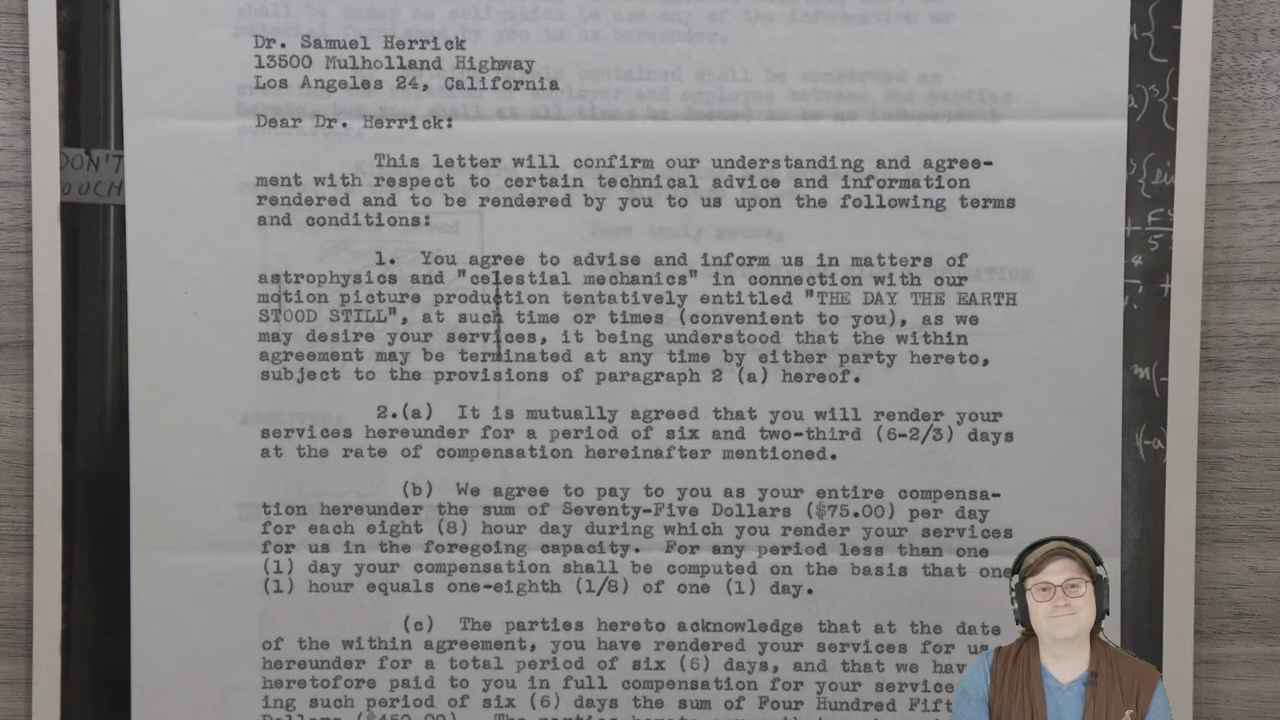 Dr. Samuel Herrick
13500 Mulholland Highway
Los Angeles 24, California
Dear Dr. Herrick:
This letter will confirm our understanding and agree-
ment with respect to certain technical advice and information
rendered and to be rendered by you to us upon the following terms
and conditions:
1. You agree to advise and inform us in matters of
astrophysics and "celestial mechanics" in connection with our
motion picture production tentatively entitled "THE DAY THE EARTH
STOOD STILL", at such time or times (convenient to you), as we
may desire your services, it being understood that the within
agreement may be terminated at any time by either party hereto,
subject to the provisions of paragraph 2 (a) hereof.
2.(a) It is mutually agreed that you will render your
services hereunder for a period of six and two-third (6-2/3) days
at the rate of compensation hereinafter mentioned.
(b) We agree to pay to you as your entire compensa-
tion hereunder the sum of Seventy-Five Dollars ($75.00) per day
for each eight (8) hour day during which you render your services
for us in the foregoing capacity. For any period less than one
(1) day your compensation shall be computed on the basis that one
(1) hour equals one-eighth (1/8) of one (1) day.
(c) The parties hereto acknowledge that at the date
of the within agreement, you have rendered your services for us
hereunder for a total period of six (6) days, and that we have
heretofore paid to you in full compensation for your service
ing such period of six (6) days the sum of Four Hundred Fift
Dollars ($450.00). The parties hereto
DON'T
OUCH